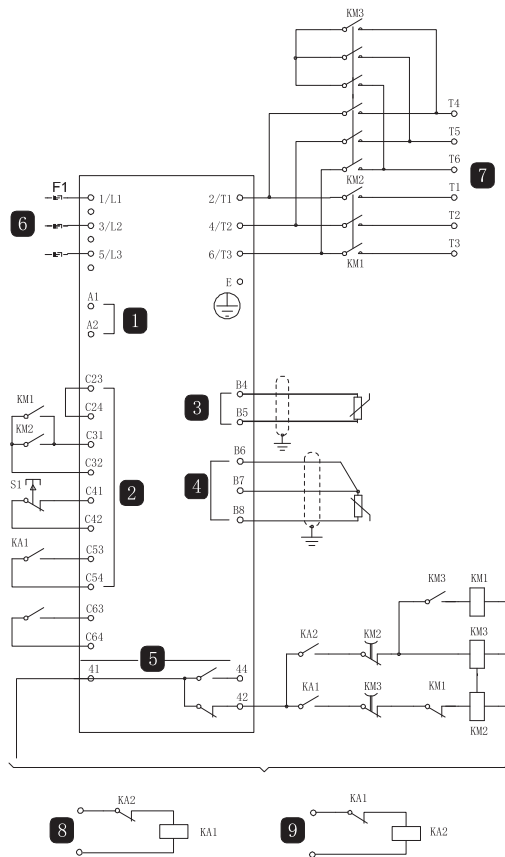 KM3
T4
T5
T6
7
F1
1/L1
2/T1
KM2
T1
6
3/L2
4/T2
T2
5/L3
6/T3
KM1
T3
E
A1
1
A2
C23
B4
KM1
C24
3
B5
KM2
C31
C32
B6
S1
2
4
B7
C41
C42
B8
KA1
C53
C54
KM3
KM1
C63
C64
KA2
KM2
KM3
5
41
44
KA1
KM3
KM1
42
KM2
KA2
KA1
8
KA1
9
KA2